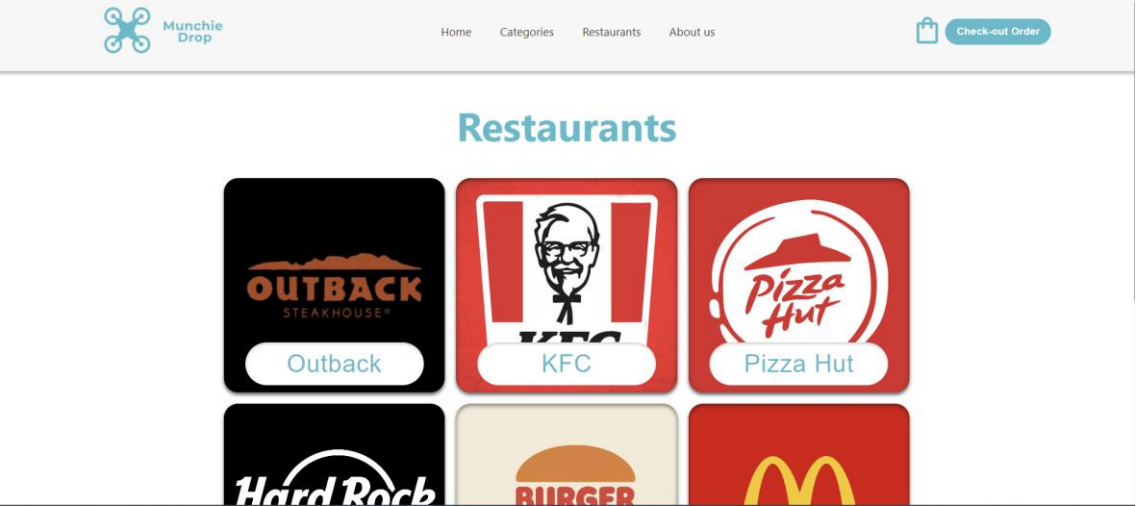 Munchie
Drop
Home
Categories
Restaurants
About us
Check-out Order
Restaurants
OUTBACK
STEAKHOUSE®
Outback
KFC
KFC
Pizza
Hut
Pizza Hut
Hard Rock
BURGER